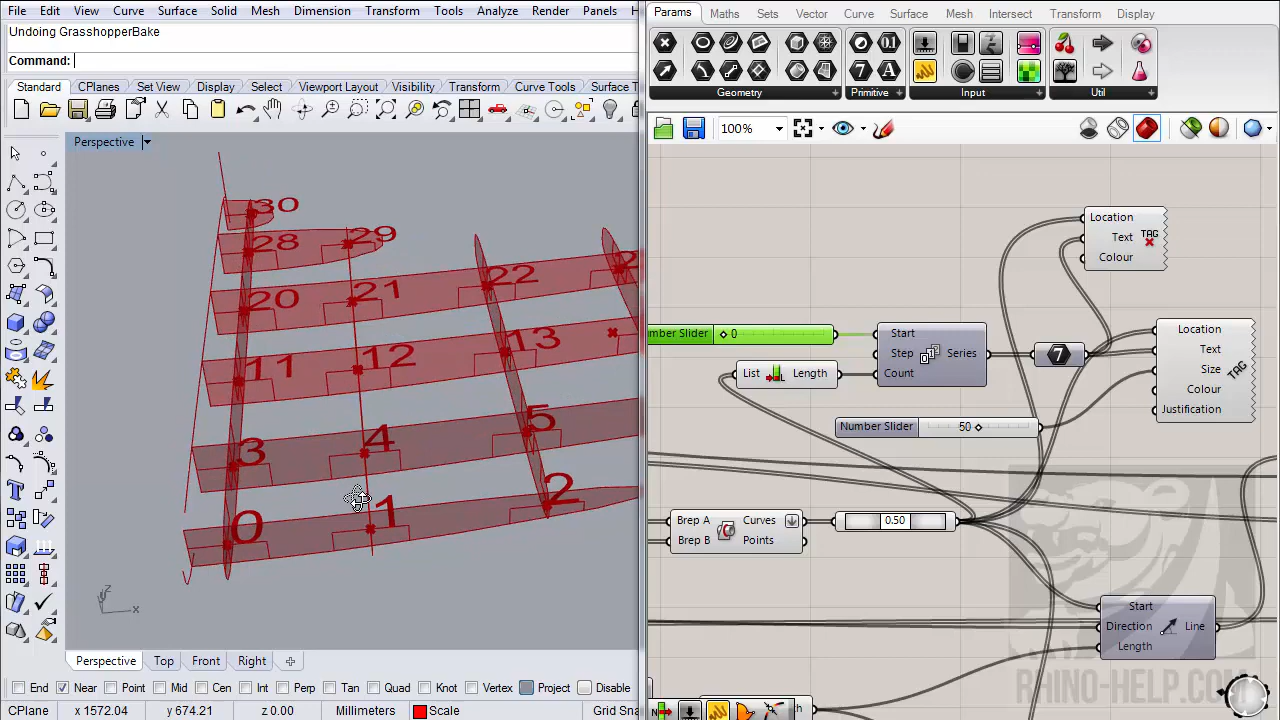 File Edit View Curve Surface Solid Mesh Dimension Transform Tools Analyze Render Panels
Undoing GrasshopperBake
Command:
Standard CPlanes Set View Display Select Viewport Layout Visibility Transform Curve Tools Surface T
Perspective
30
28 29
20 21 22
11 12 13
3 4 5
0 1 2
z
x
Perspective Top Front Right
End Near Point Mid Cen Int Perp Tan Quad Knot Vertex Project Disable
CPlane x 1572.04 y 674.21 z 0.00 Millimeters Scale Grid Sna
Params Maths Sets Vector Curve Surface Mesh Intersect Transform Display
Geometry Primitive Input Util
100%
Location
Text TAG
Colour
umber Slider 0
Start
Step Series
Count
List Length
7
Location
Text
Size TAG
Colour
Justification
Number Slider 50
Brep A Curves
Brep B Points
0.50
Start
Direction Line
Length
RHINO-HELP.COM